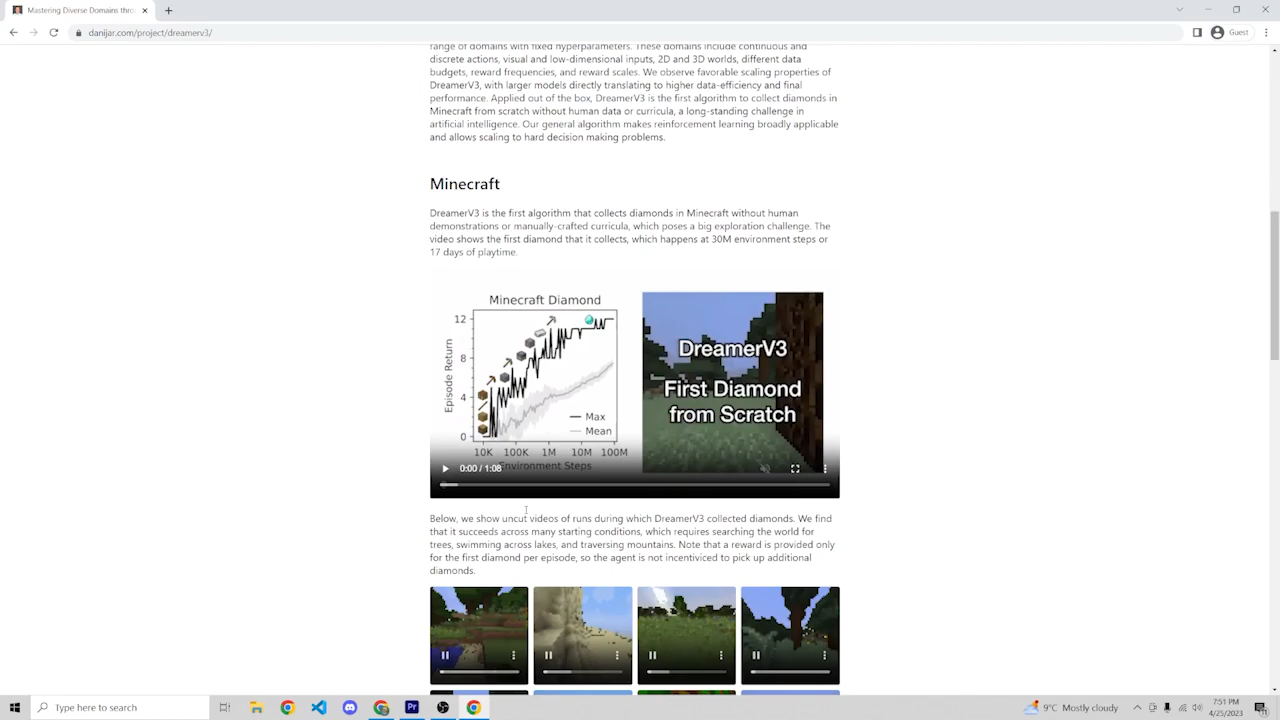 Mastering Diverse Domains thro
danijar.com/project/dreamerv3/
Guest
range of domains with fixed hyperparameters. These domains include continuous and
discrete actions, visual and low-dimensional inputs, 2D and 3D worlds, different data
budgets, reward frequencies, and reward scales. We observe favorable scaling properties of
DreamerV3, with larger models directly translating to higher data-efficiency and final
performance. Applied out of the box, DreamerV3 is the first algorithm to collect diamonds in
Minecraft from scratch without human data or curricula, a long-standing challenge in
artificial intelligence. Our general algorithm makes reinforcement learning broadly applicable
and allows scaling to hard decision making problems.
Minecraft
DreamerV3 is the first algorithm that collects diamonds in Minecraft without human
demonstrations or manually-crafted curricula, which poses a big exploration challenge. The
video shows the first diamond that it collects, which happens at 30M environment steps or
17 days of playtime.
Minecraft Diamond
12
8
4
0
Episode Return
Max
Mean
10K 100K 1M 10M 100M
Environment Steps
0:00 / 1:08
DreamerV3
First Diamond
from Scratch
Below, we show uncut videos of runs during which DreamerV3 collected diamonds. We find
that it succeeds across many starting conditions, which requires searching the world for
trees, swimming across lakes, and traversing mountains. Note that a reward is provided only
for the first diamond per episode, so the agent is not incentiviced to pick up additional
diamonds.
Type here to search
Pr
9°C Mostly cloudy
7:51 PM
4/25/2023